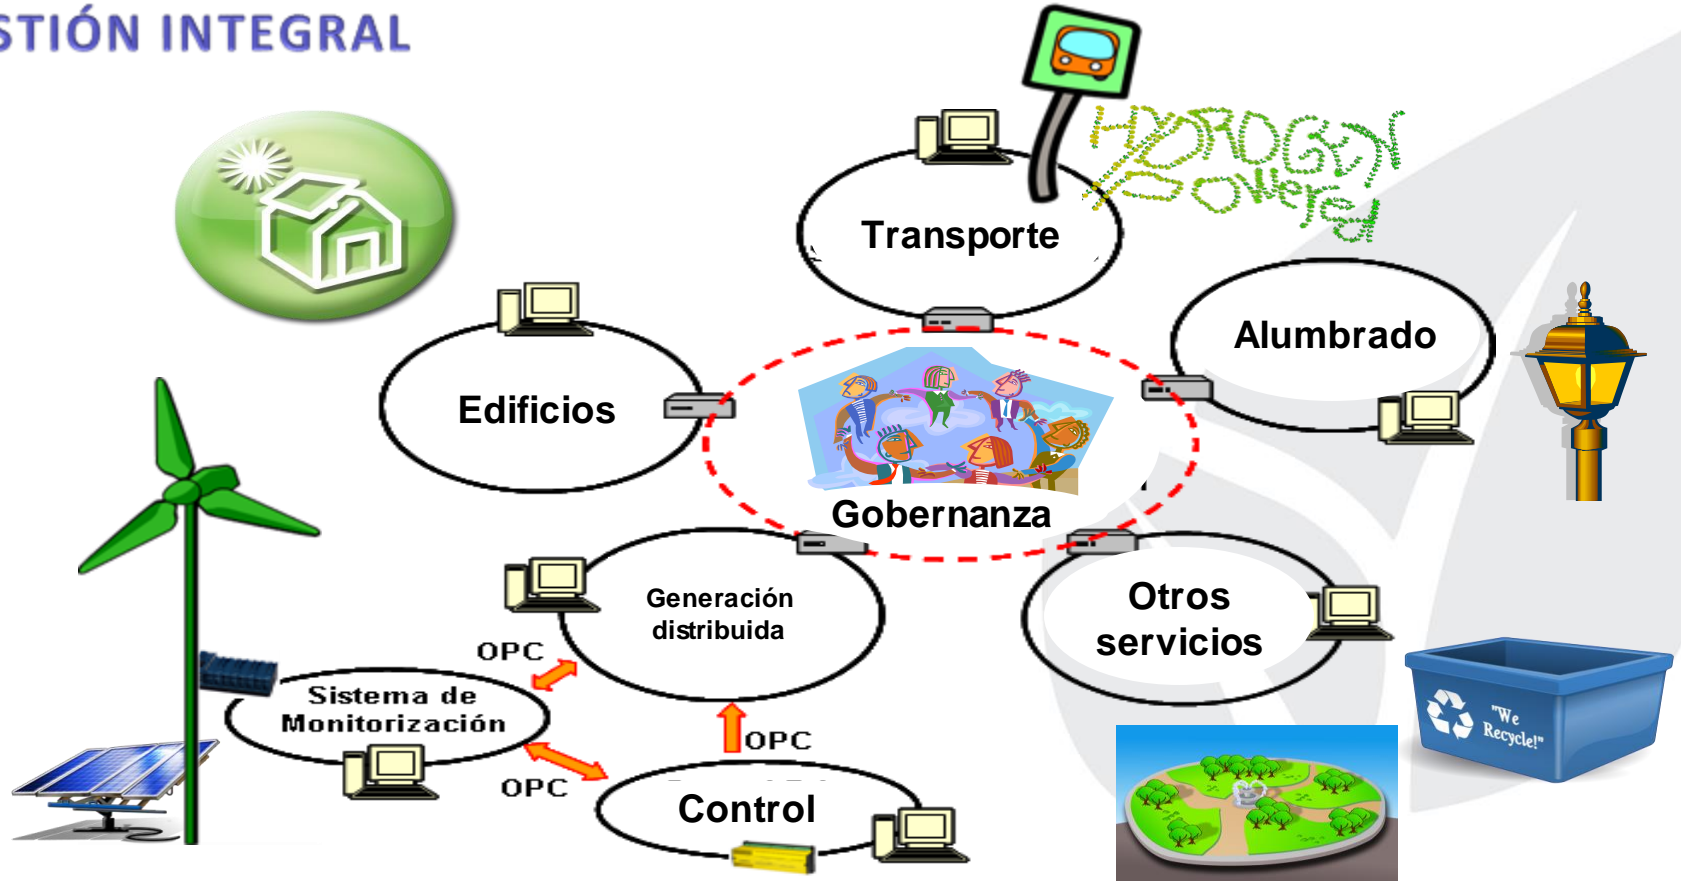 STIÓN INTEGRAL
HYDROGEN
Powered
Transporte
Alumbrado
Edificios
Gobernanza
Generación
distribuida
Otros
servicios
OPC
Sistema de
Monitorización
OPC
OPC
Control
"We
Recycle!"